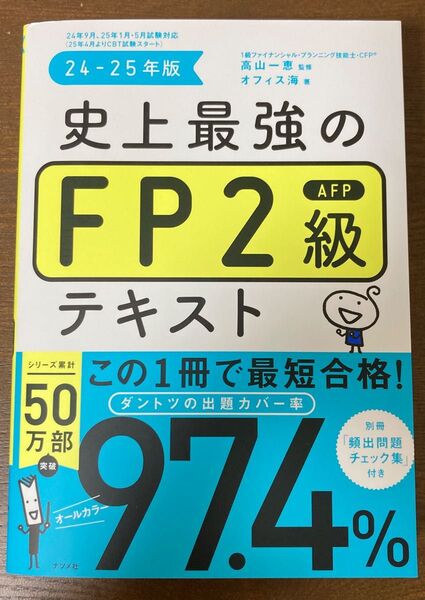 24年9月、25年1月・5月試験対応
(25年4月よりCBT試験スタート)
24-25年版
1級ファイナンシャル・プランニング技能士・CFP®
高山一恵 監修
オフィス海 著
史上最強の
FP2級
AFP
テキスト
この1冊で最短合格!
シリーズ累計
50
万部
突破
ダントツの出題カバー率
97.4%
別冊
「頻出問題
チェック集」
付き
オールカラー
ナツメ社